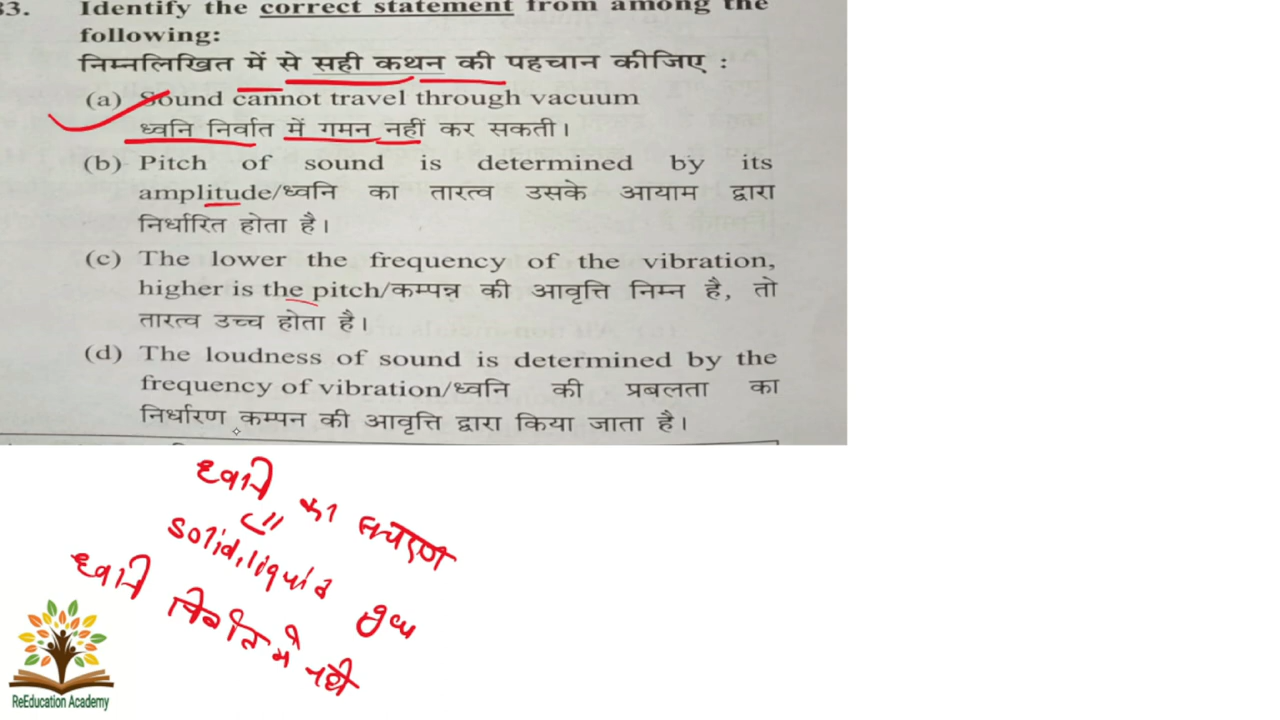 33. Identify the correct statement from among the
following:
निम्नलिखित में से सही कथन की पहचान कीजिए :
(a) Sound cannot travel through vacuum
ध्वनि निर्वात में गमन नहीं कर सकती।
(b) Pitch of sound is determined by its
amplitude/ध्वनि का तारत्व उसके आयाम द्वारा
निर्धारित होता है।
(c) The lower the frequency of the vibration,
higher is the pitch/कम्पन्न की आवृत्ति निम्न है, तो
तारत्व उच्च होता है।
(d) The loudness of sound is determined by the
frequency of vibration/ध्वनि की प्रबलता का
निर्धारण कम्पन की आवृत्ति द्वारा किया जाता है।
ध्वनि का संचरण
solid, liquid gas
ध्वनि निर्वात मे नही
ReEducation Academy